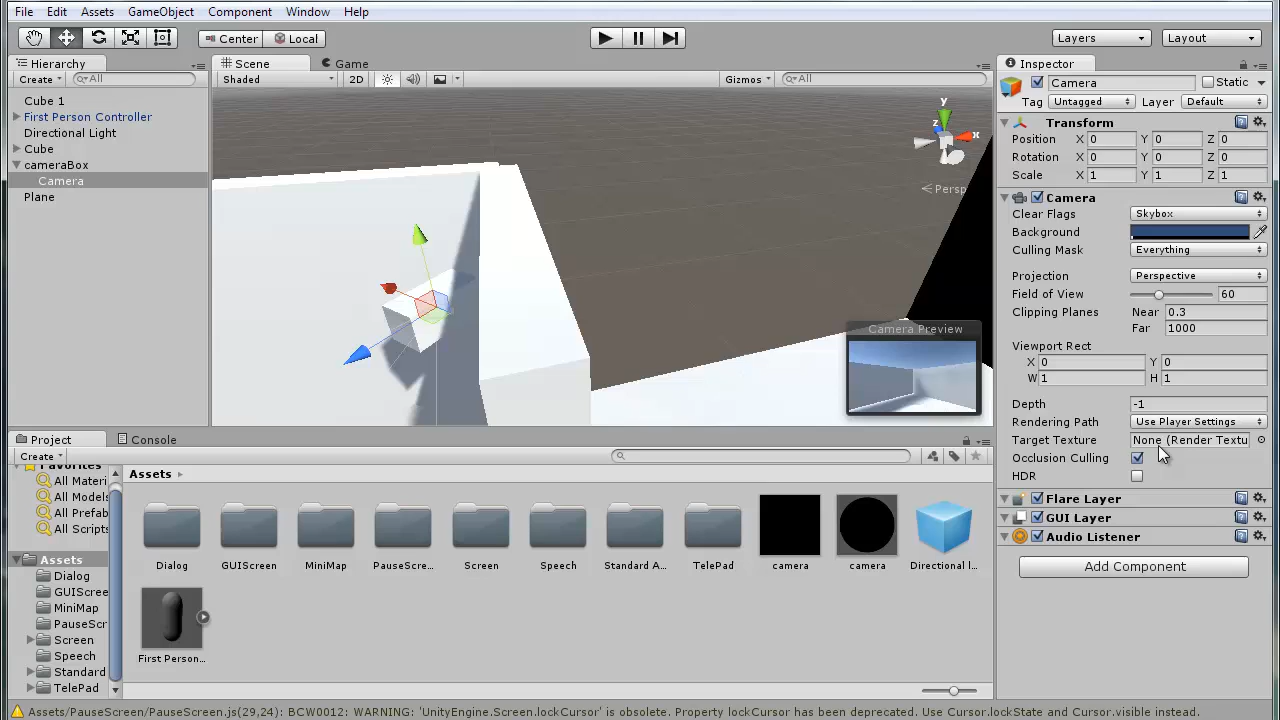 File Edit Assets GameObject Component Window Help
Center Local Layers Layout
Hierarchy
Create All
Cube 1
First Person Controller
Directional Light
Cube
cameraBox
Camera
Plane
Scene Game
Shaded 2D Gizmos All
y
z
x
Persp
Camera Preview
Inspector
Camera Static
Tag Untagged Layer Default
Transform
Position X 0 Y 0 Z 0
Rotation X 0 Y 0 Z 0
Scale X 1 Y 1 Z 1
Camera
Clear Flags Skybox
Background
Culling Mask Everything
Projection Perspective
Field of View 60
Clipping Planes Near 0.3
Far 1000
Viewport Rect
X 0 Y 0
W 1 H 1
Depth -1
Rendering Path Use Player Settings
Target Texture None (Render Textu
Occlusion Culling
HDR
Flare Layer
GUI Layer
Audio Listener
Add Component
Project Console
Create
Favorites
All Materi
All Models
All Prefab
All Scripts
Assets
Dialog
GUIScree
MiniMap
PauseScr
Screen
Speech
Standard
TelePad
Assets
Dialog GUIScreen MiniMap PauseScre... Screen Speech Standard A... TelePad camera camera Directional l...
First Person...
Assets/PauseScreen/PauseScreen.js(29,24): BCW0012: WARNING: 'UnityEngine.Screen.lockCursor' is obsolete. Property lockCursor has been deprecated. Use Cursor.lockState and Cursor.visible instead.